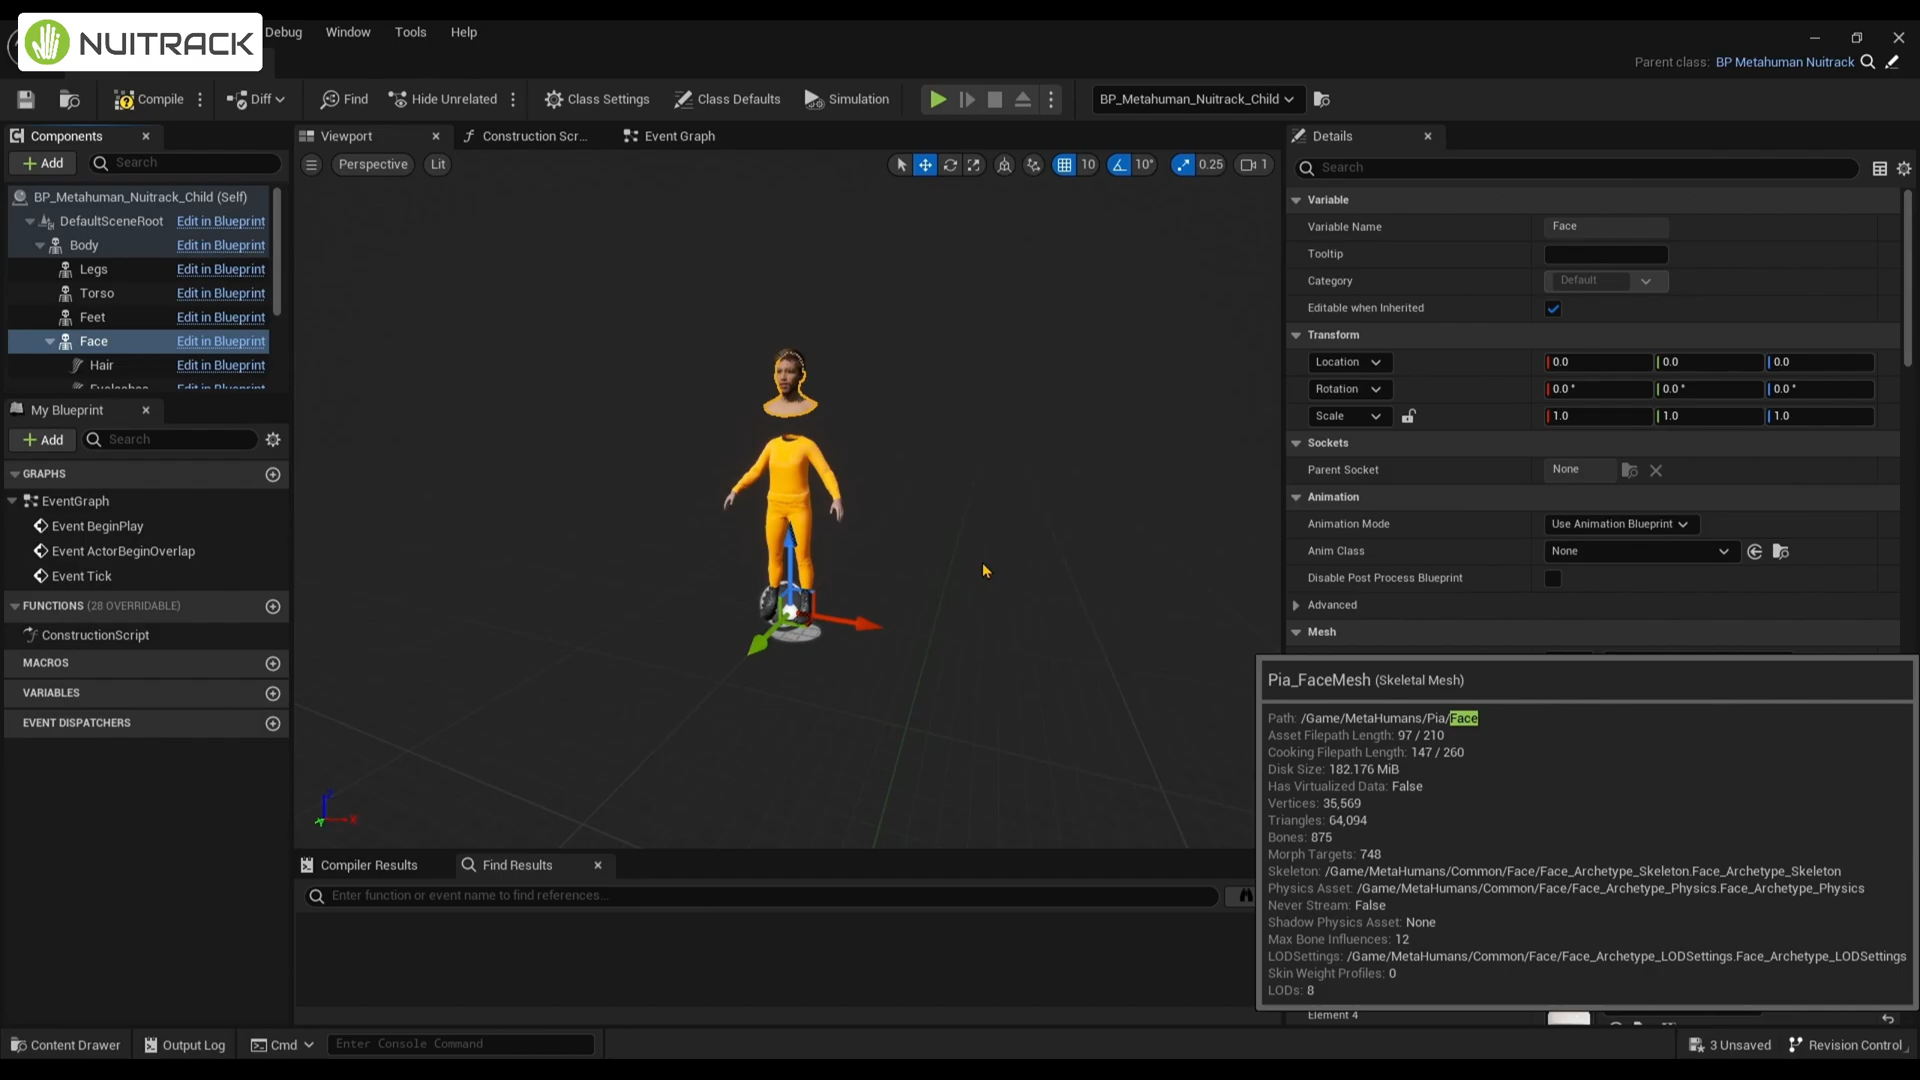 NUITRACK
Debug
Window
Tools
Help
Parent class: BP Metahuman Nuitrack
Compile
Diff
Find
Hide Unrelated
Class Settings
Class Defaults
Simulation
BP_Metahuman_Nuitrack_Child
Components
Add
Search
BP_Metahuman_Nuitrack_Child (Self)
DefaultSceneRoot Edit in Blueprint
Body Edit in Blueprint
Legs Edit in Blueprint
Torso Edit in Blueprint
Feet Edit in Blueprint
Face Edit in Blueprint
Hair Edit in Blueprint
Eyelashes Edit in Blueprint
My Blueprint
Add
Search
GRAPHS
EventGraph
Event BeginPlay
Event ActorBeginOverlap
Event Tick
FUNCTIONS (28 OVERRIDABLE)
ConstructionScript
MACROS
VARIABLES
EVENT DISPATCHERS
Viewport
Construction Scr...
Event Graph
Perspective
Lit
10
10°
0.25
1
Z
X
Y
Compiler Results
Find Results
Enter function or event name to find references...
Details
Search
Variable
Variable Name Face
Tooltip
Category Default
Editable when Inherited
Transform
Location 0.0 0.0 0.0
Rotation 0.0 ° 0.0 ° 0.0 °
Scale 1.0 1.0 1.0
Sockets
Parent Socket None
Animation
Animation Mode Use Animation Blueprint
Anim Class None
Disable Post Process Blueprint
Advanced
Mesh
Pia_FaceMesh (Skeletal Mesh)
Path: /Game/MetaHumans/Pia/Face
Asset Filepath Length: 97 / 210
Cooking Filepath Length: 147 / 260
Disk Size: 182.176 MiB
Has Virtualized Data: False
Vertices: 35,569
Triangles: 64,094
Bones: 875
Morph Targets: 748
Skeleton: /Game/MetaHumans/Common/Face/Face_Archetype_Skeleton.Face_Archetype_Skeleton
Physics Asset: /Game/MetaHumans/Common/Face/Face_Archetype_Physics.Face_Archetype_Physics
Never Stream: False
Shadow Physics Asset: None
Max Bone Influences: 12
LODSettings: /Game/MetaHumans/Common/Face/Face_Archetype_LODSettings.Face_Archetype_LODSettings
Skin Weight Profiles: 0
LODs: 8
Element 4
Content Drawer
Output Log
Cmd
Enter Console Command
3 Unsaved
Revision Control